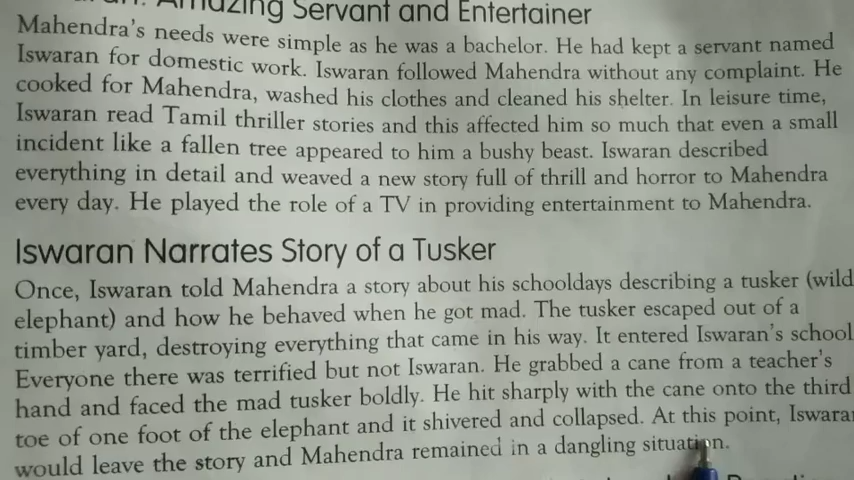 Amazing Servant and Entertainer
Mahendra's needs were simple as he was a bachelor. He had kept a servant named
Iswaran for domestic work. Iswaran followed Mahendra without any complaint. He
cooked for Mahendra, washed his clothes and cleaned his shelter. In leisure time,
Iswaran read Tamil thriller stories and this affected him so much that even a small
incident like a fallen tree appeared to him a bushy beast. Iswaran described
everything in detail and weaved a new story full of thrill and horror to Mahendra
every day. He played the role of a TV in providing entertainment to Mahendra.
Iswaran Narrates Story of a Tusker
Once, Iswaran told Mahendra a story about his schooldays describing a tusker (wild
elephant) and how he behaved when he got mad. The tusker escaped out of a
timber yard, destroying everything that came in his way. It entered Iswaran's school
Everyone there was terrified but not Iswaran. He grabbed a cane from a teacher's
hand and faced the mad tusker boldly. He hit sharply with the cane onto the third
toe of one foot of the elephant and it shivered and collapsed. At this point, Iswaran
would leave the story and Mahendra remained in a dangling situation.